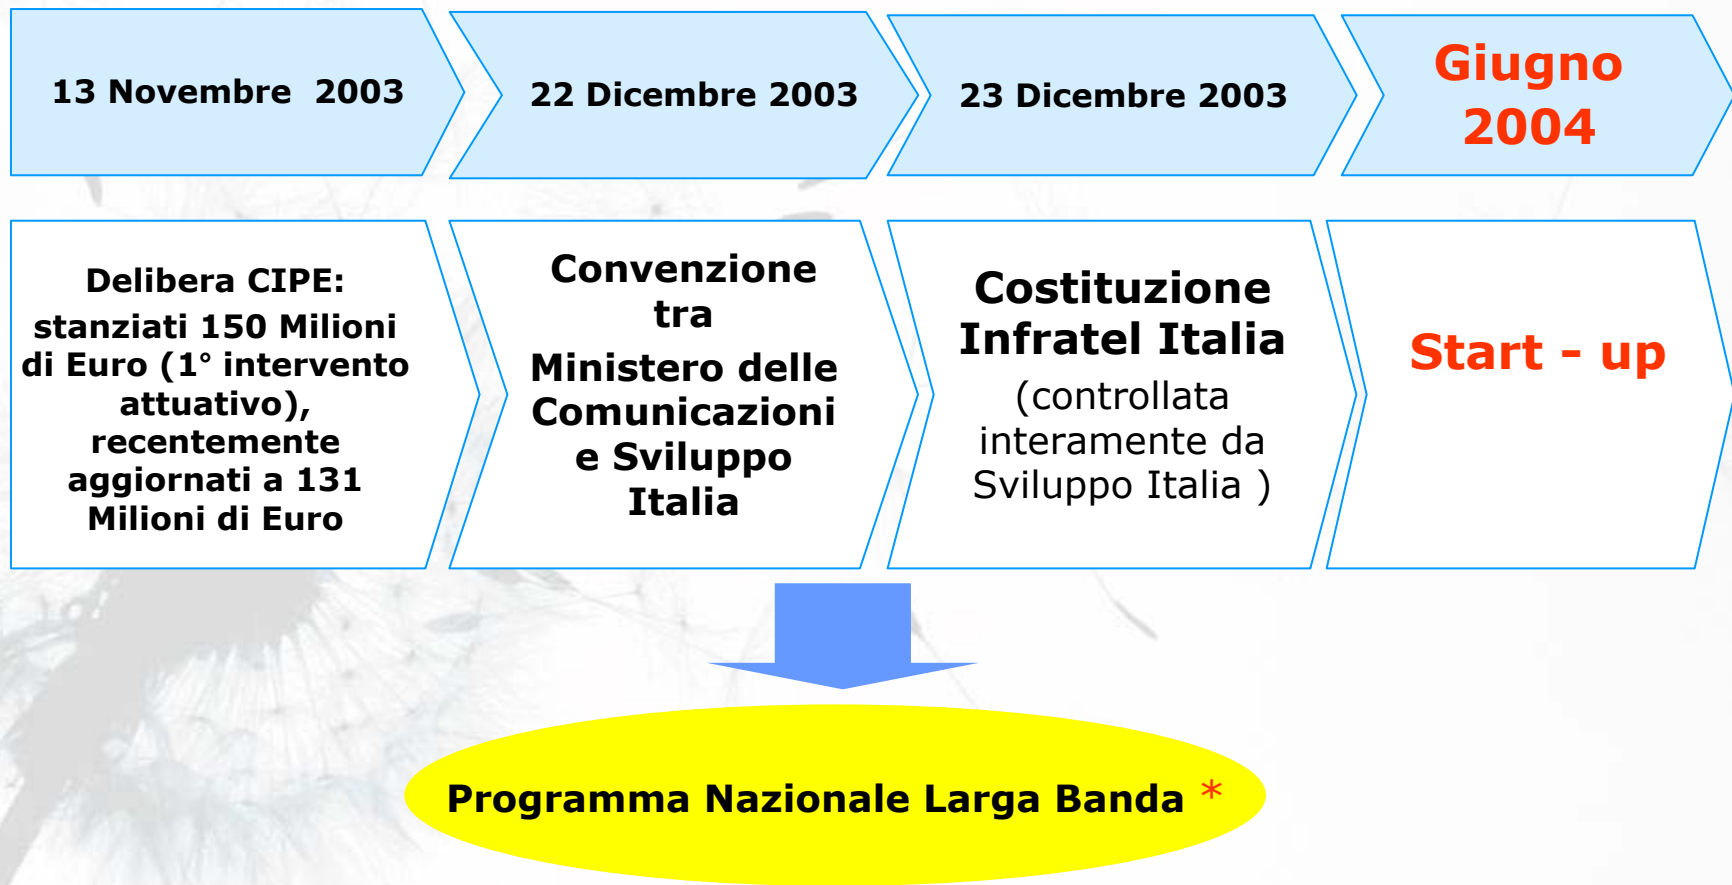 13 Novembre 2003
22 Dicembre 2003
23 Dicembre 2003
Giugno
2004
Delibera CIPE:
stanziati 150 Milioni
di Euro (1° intervento
attuativo),
recentemente
aggiornati a 131
Milioni di Euro
Convenzione
tra
Ministero delle
Comunicazioni
e Sviluppo
Italia
Costituzione
Infratel Italia
(controllata
interamente da
Sviluppo Italia )
Start - up
Programma Nazionale Larga Banda *